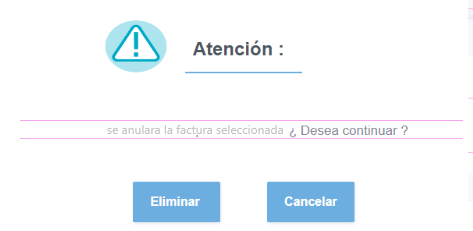 Atención :
se anulara la factura seleccionada ¿ Desea continuar ?
Eliminar Cancelar